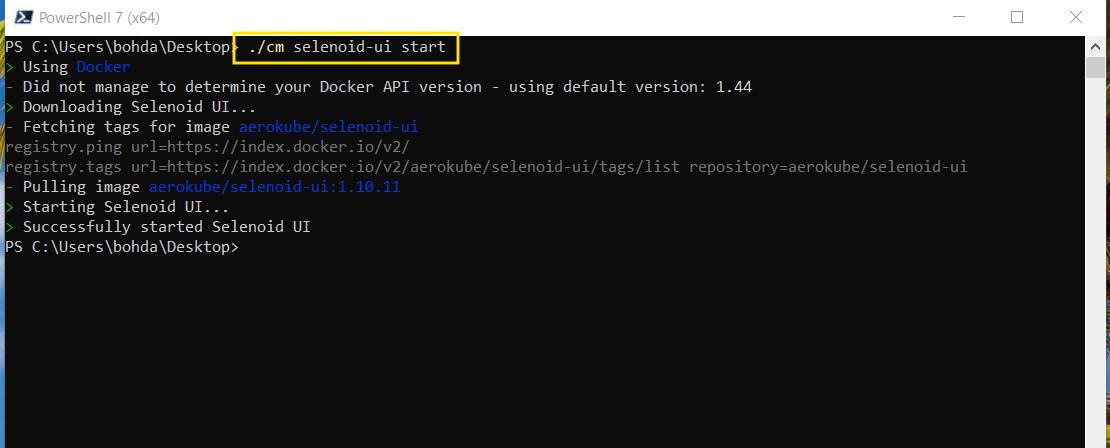 PowerShell 7 (x64)
PS C:\Users\bohda\Desktop> ./cm selenoid-ui start
> Using Docker
- Did not manage to determine your Docker API version - using default version: 1.44
> Downloading Selenoid UI...
- Fetching tags for image aerokube/selenoid-ui
registry.ping url=https://index.docker.io/v2/
registry.tags url=https://index.docker.io/v2/aerokube/selenoid-ui/tags/list repository=aerokube/selenoid-ui
- Pulling image aerokube/selenoid-ui:1.10.11
> Starting Selenoid UI...
> Successfully started Selenoid UI
PS C:\Users\bohda\Desktop>